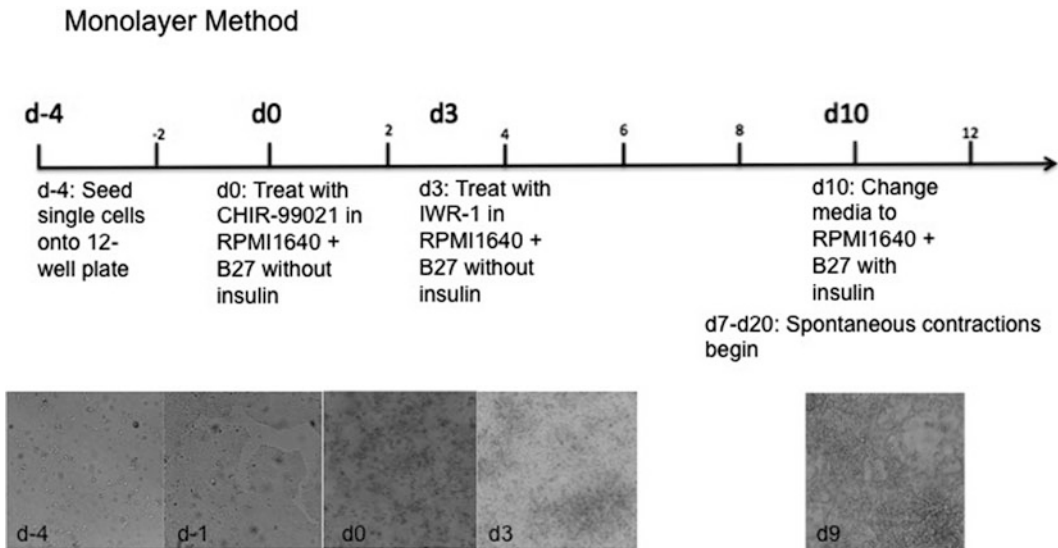 Monolayer Method
d-4 d0 d3 d10
-2 2 4 6 8 12
d-4: Seed
single cells
onto 12-
well plate
d0: Treat with
CHIR-99021 in
RPMI1640 +
B27 without
insulin
d3: Treat with
IWR-1 in
RPMI1640 +
B27 without
insulin
d10: Change
media to
RPMI1640 +
B27 with
insulin
d7-d20: Spontaneous contractions
begin
d-4 d-1 d0 d3 d9